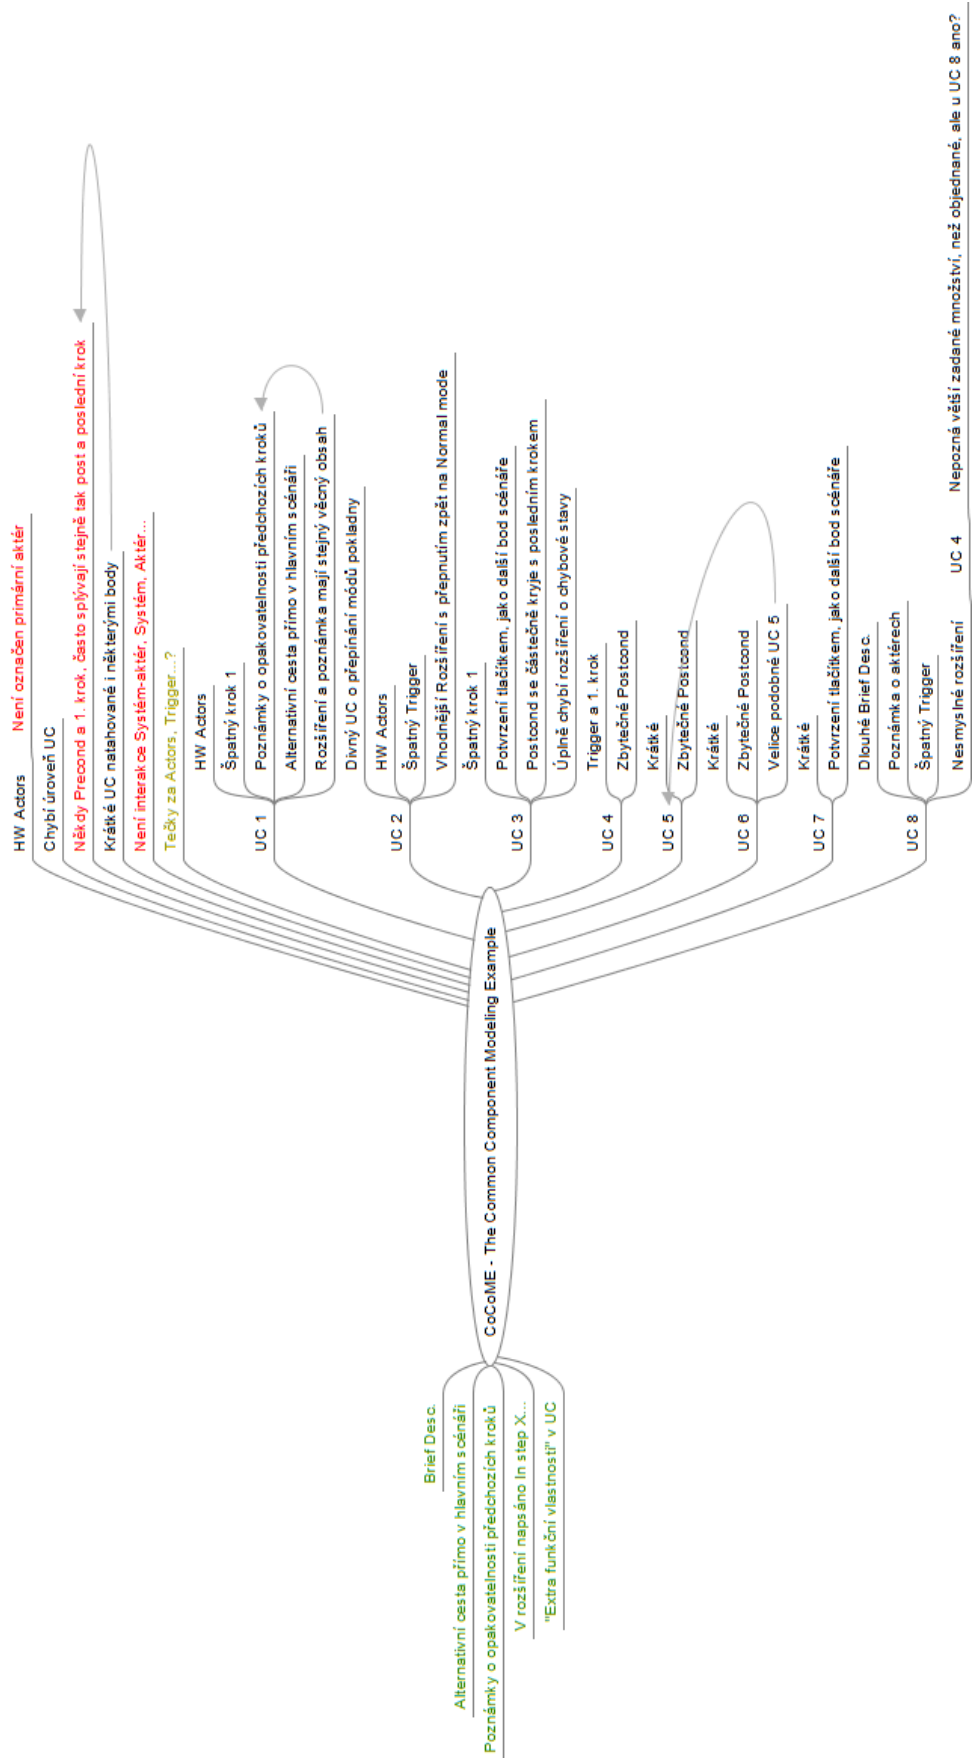 HW Actors
Není označen primární aktér
Chybí úroveň UC
Někdy Precond a 1. krok, často splývají stejně tak post a poslední krok
Krátké UC natahované i některými body
Není interakce Systém-aktér, Systém, Aktér...
Tečky za Actors, Trigger...?
UC 1
HW Actors
Špatný krok 1
Poznámky o opakovatelnosti předchozích kroků
Alternativní cesta přímo v hlavním scénáři
Rozšíření a poznámka mají stejný věcný obsah
UC 2
Divný UC o přepínání módů pokladny
HW Actors
Špatný Trigger
Vhodnější Rozšíření s přepnutím zpět na Normal mode
UC 3
Špatný krok 1
Potvrzení tlačítkem, jako další bod scénáře
Postcond se částečně kryje s posledním krokem
Úplně chybí rozšíření o chybové stavy
UC 4
Trigger a 1. krok
Zbytečné Postcond
UC 5
Krátké
Zbytečné Postcond
UC 6
Krátké
Zbytečné Postcond
Velice podobné UC 5
UC 7
Krátké
Potvrzení tlačítkem, jako další bod scénáře
UC 8
Dlouhé Brief Desc.
Poznámka o aktérech
Špatný Trigger
Nesmyslné rozšíření
UC 4
Nepozná větší zadané množství, než objednané, ale u UC 8 ano?
CoCoME - The Common Component Modeling Example
Brief Desc.
Alternativní cesta přímo v hlavním scénáři
Poznámky o opakovatelnosti předchozích kroků
V rozšíření napsáno In step X...
"Extra funkční vlastnosti" v UC